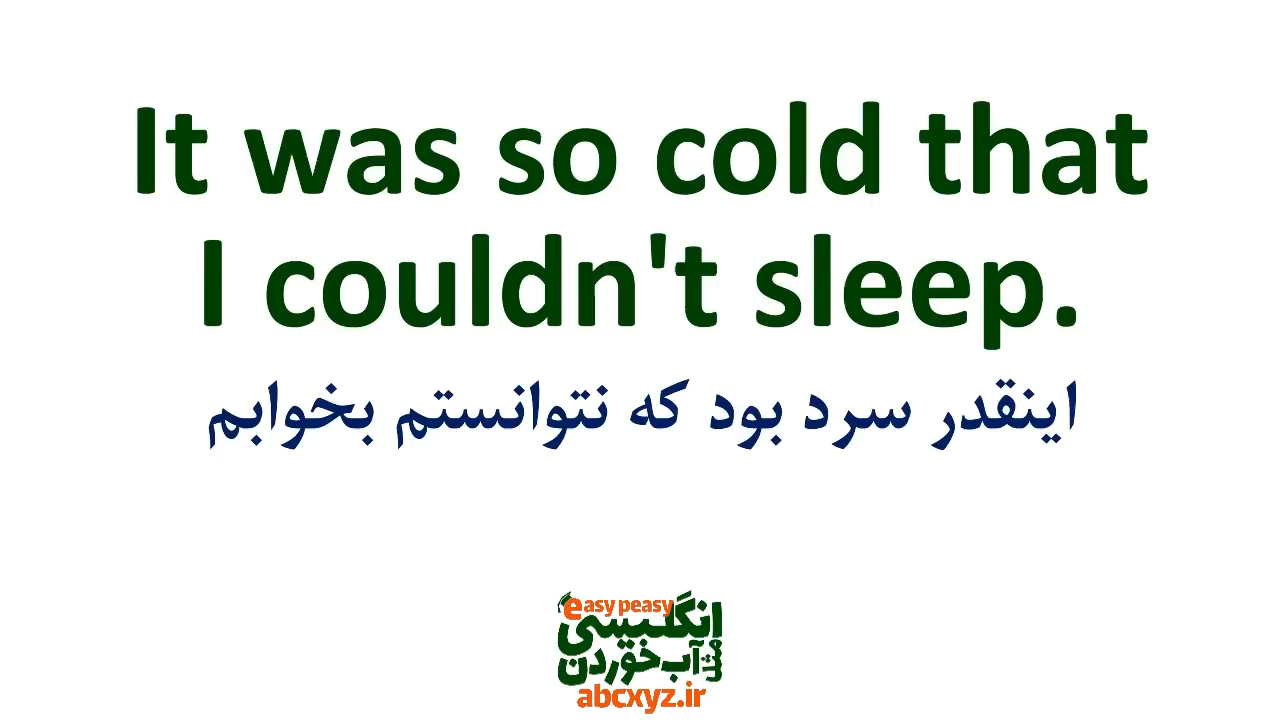 It was so cold that
I couldn't sleep.
اینقدر سرد بود که نتوانستم بخوابم
easy peasy
انگلیسی
مثل آب خوردن
abcxyz.ir